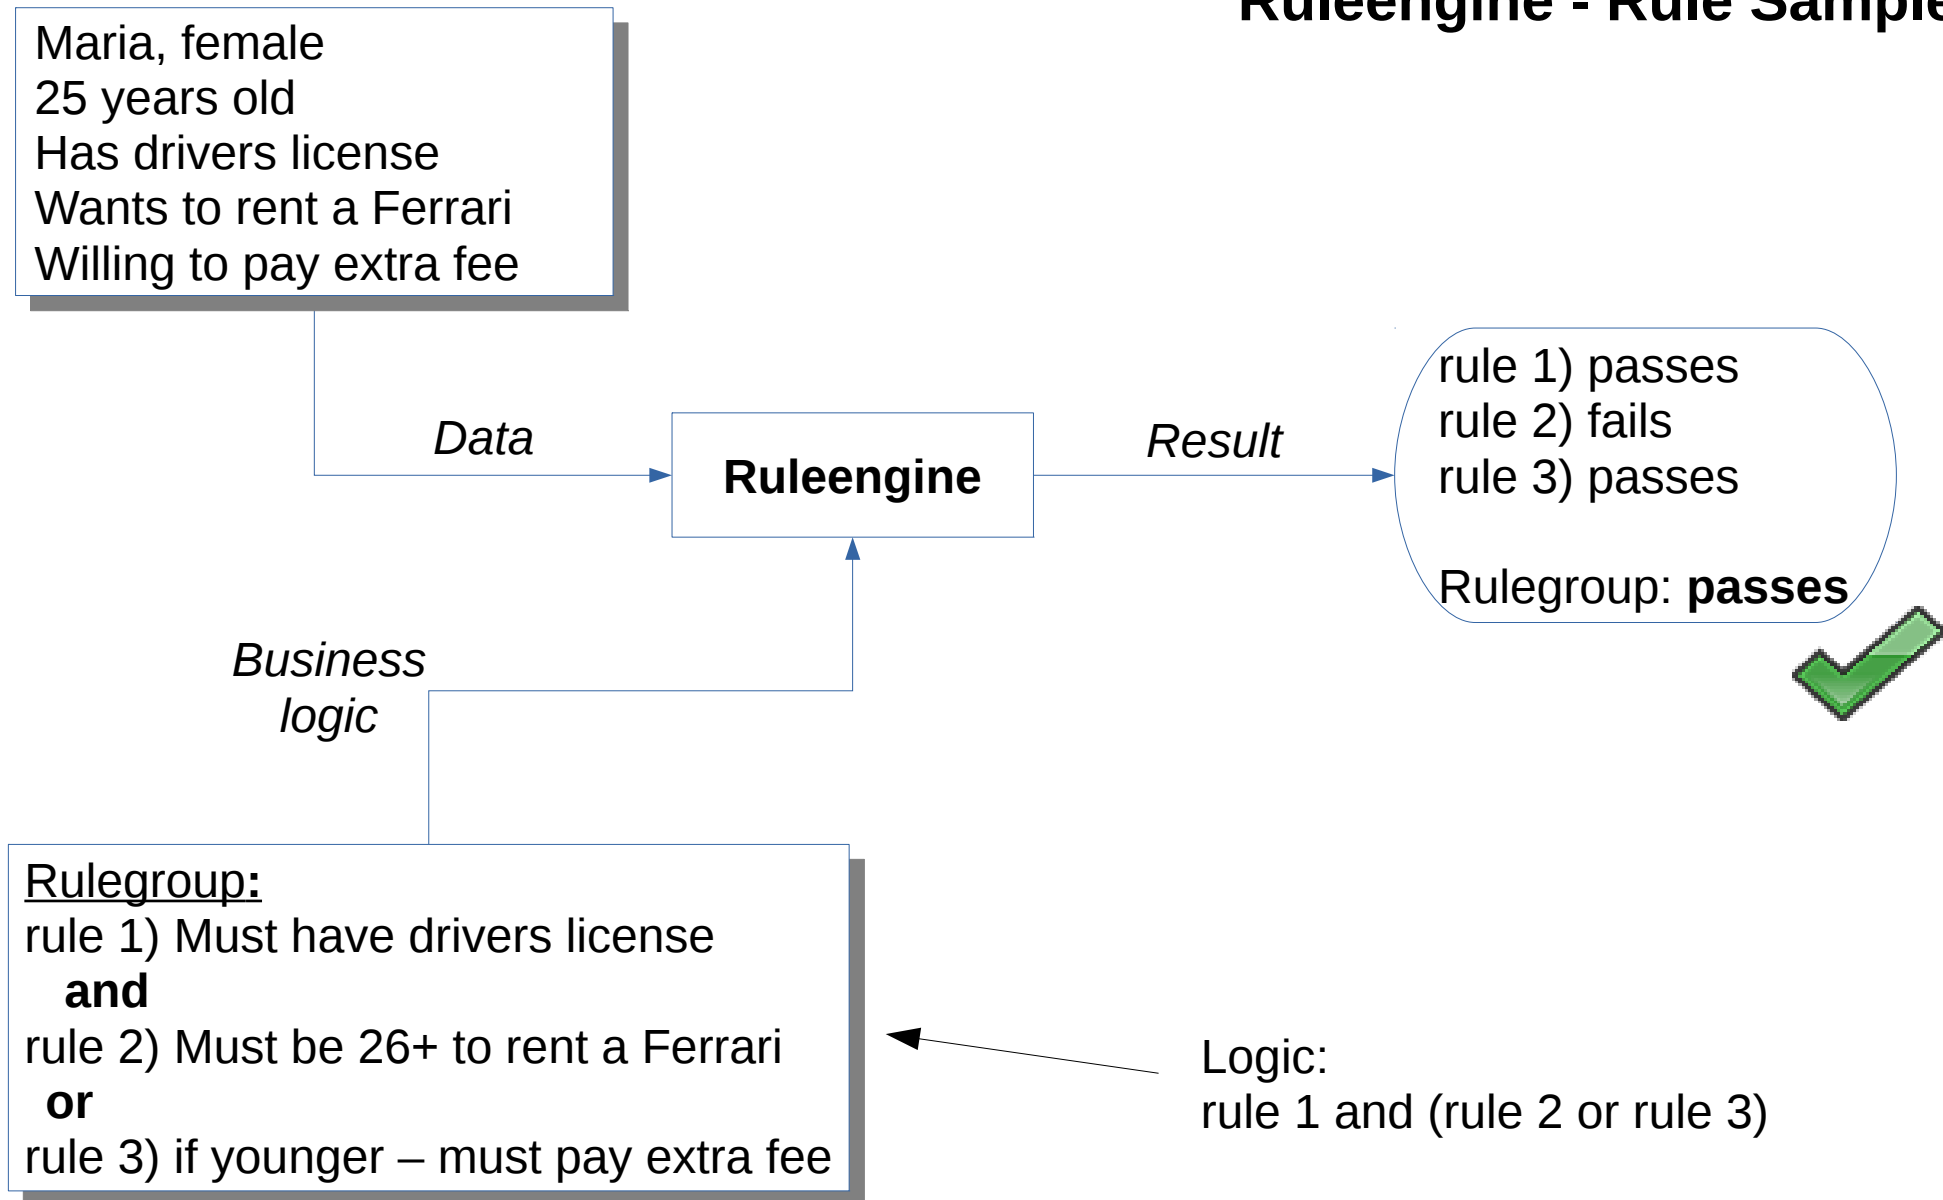 Ruleengine - Rule Sample
Maria, female
25 years old
Has drivers license
Wants to rent a Ferrari
Willing to pay extra fee
Data
Ruleengine
Result
rule 1) passes
rule 2) fails
rule 3) passes
Rulegroup: passes
Business
logic
Rulegroup:
rule 1) Must have drivers license
and
rule 2) Must be 26+ to rent a Ferrari
or
rule 3) if younger – must pay extra fee
Logic:
rule 1 and (rule 2 or rule 3)